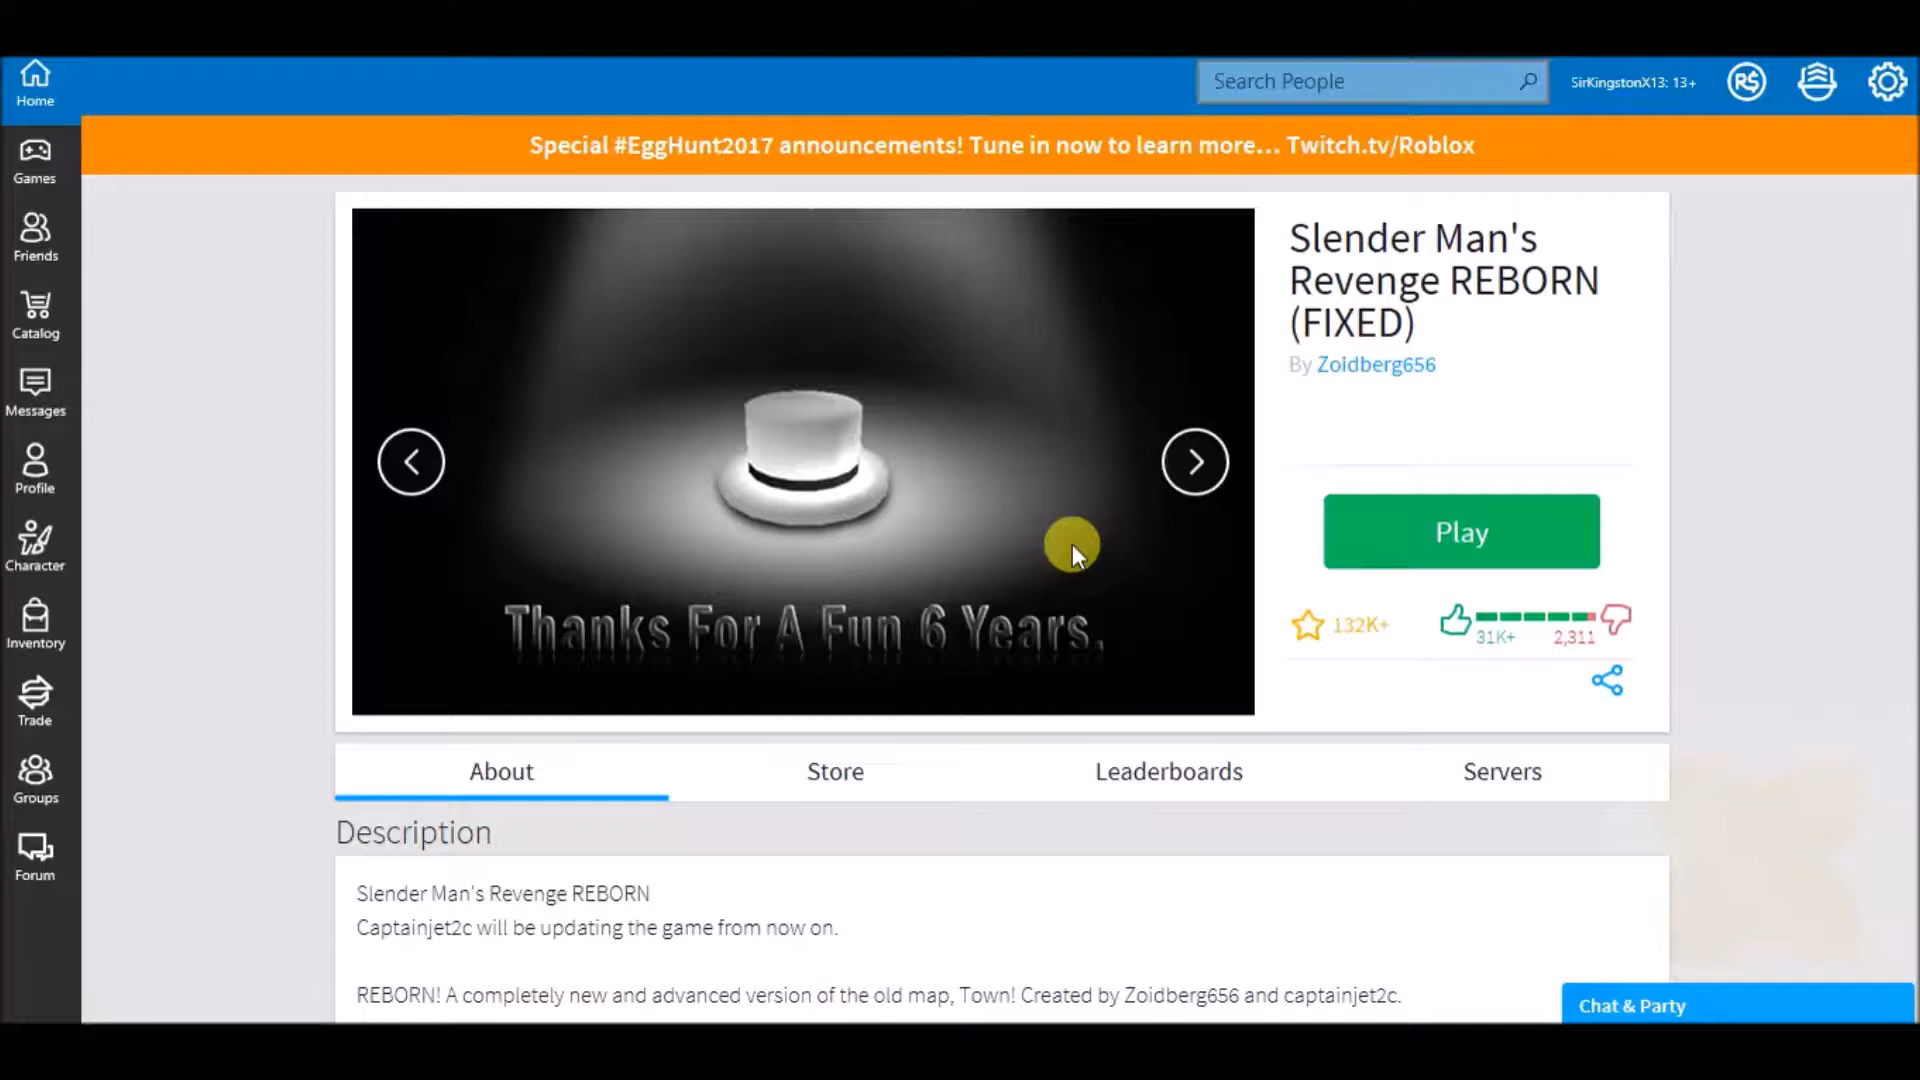 Home
Search People
SirKingstonX13: 13+
R$
Special #EggHunt2017 announcements! Tune in now to learn more... Twitch.tv/Roblox
Games
Friends
Catalog
Messages
Profile
Character
Inventory
Trade
Groups
Forum
Thanks For A Fun 6 Years.
Slender Man's
Revenge REBORN
(FIXED)
By Zoidberg656
Play
132K+
31K+
2,311
About
Store
Leaderboards
Servers
Description
Slender Man's Revenge REBORN
Captainjet2c will be updating the game from now on.
REBORN! A completely new and advanced version of the old map, Town! Created by Zoidberg656 and captainjet2c.
Chat & Party